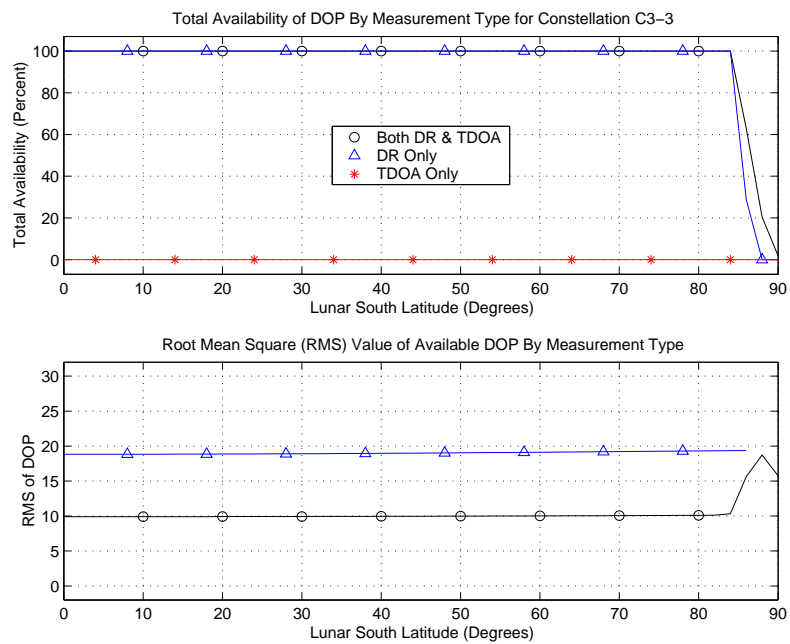 Total Availability of DOP By Measurement Type for Constellation C3−3
100
80
60
40
20
0
Total Availability (Percent)
Both DR & TDOA
DR Only
TDOA Only
0 10 20 30 40 50 60 70 80 90
Lunar South Latitude (Degrees)
Root Mean Square (RMS) Value of Available DOP By Measurement Type
30
25
20
15
10
5
0
RMS of DOP
0 10 20 30 40 50 60 70 80 90
Lunar South Latitude (Degrees)